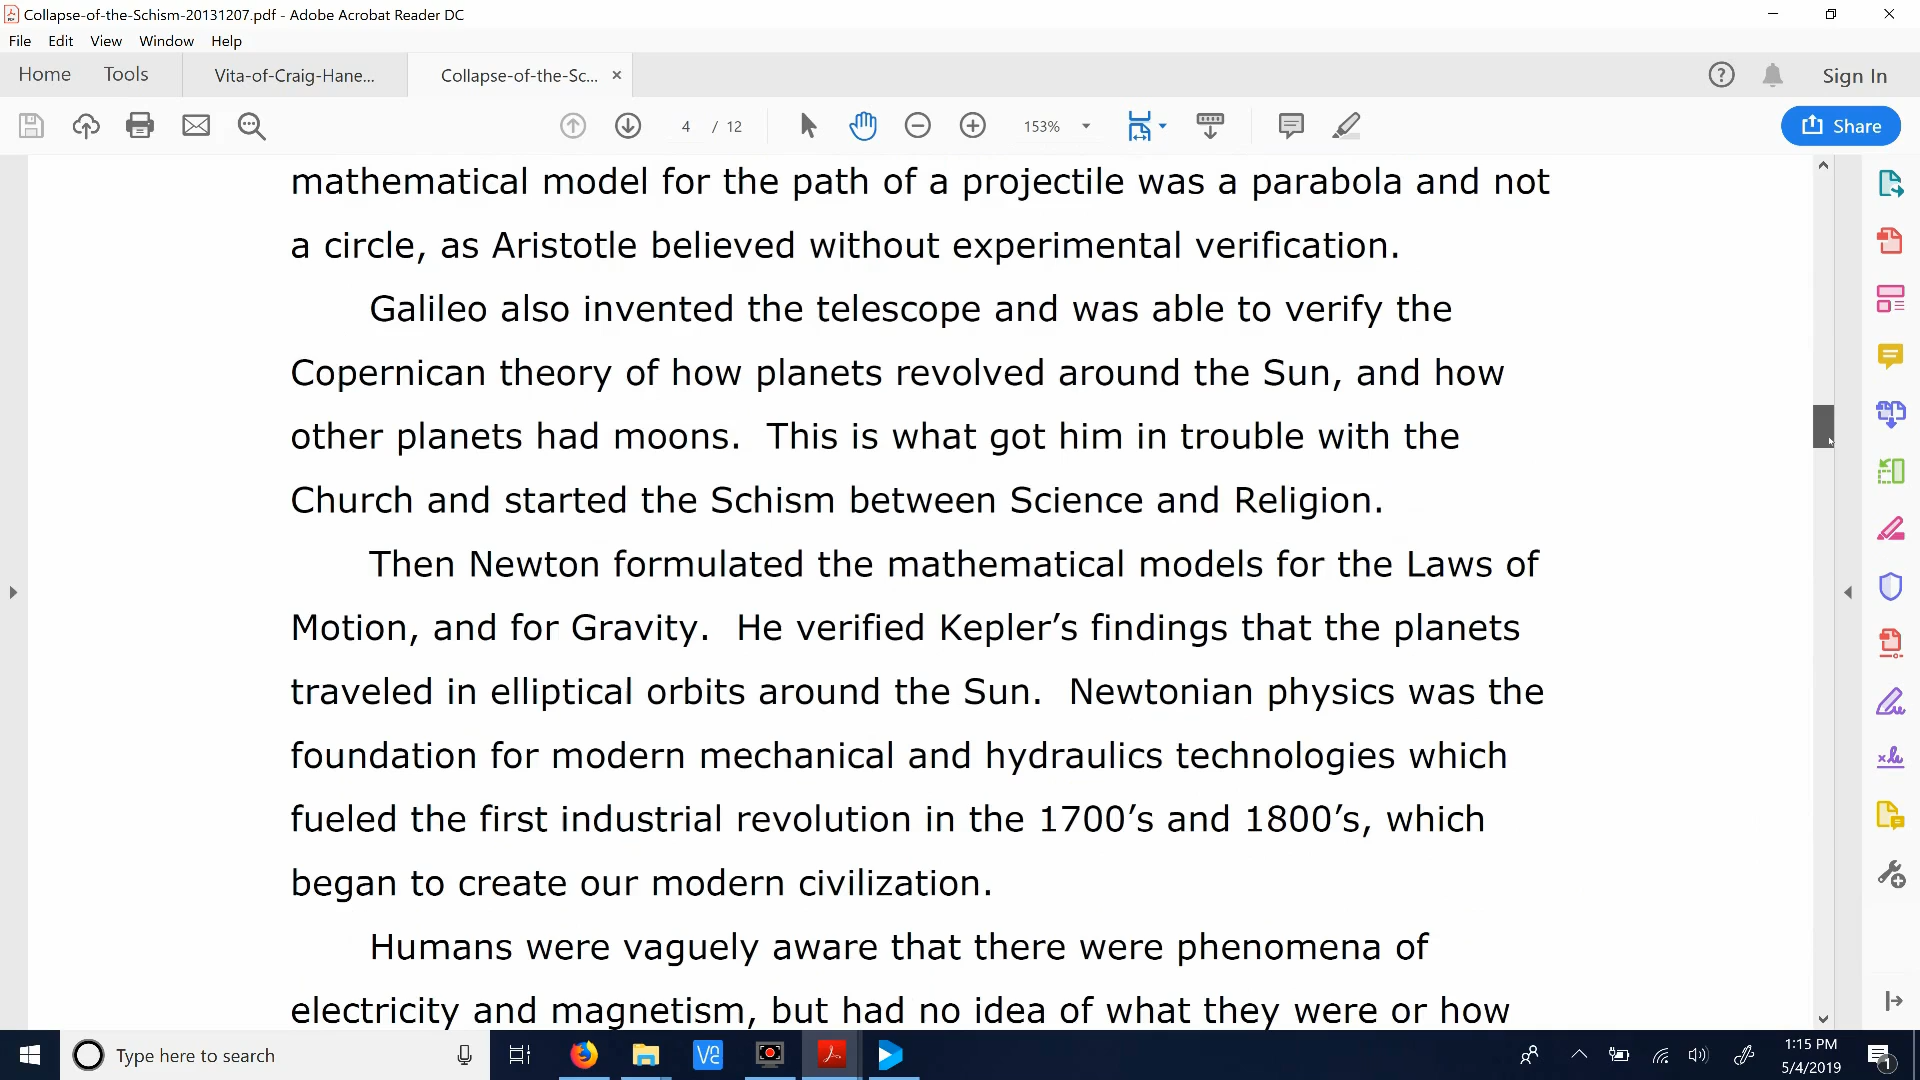 Collapse-of-the-Schism-20131207.pdf - Adobe Acrobat Reader DC
File Edit View Window Help
Home Tools Vita-of-Craig-Hane... Collapse-of-the-Sc... × Sign In
4 / 12 153% Share
mathematical model for the path of a projectile was a parabola and not
a circle, as Aristotle believed without experimental verification.
Galileo also invented the telescope and was able to verify the
Copernican theory of how planets revolved around the Sun, and how
other planets had moons. This is what got him in trouble with the
Church and started the Schism between Science and Religion.
Then Newton formulated the mathematical models for the Laws of
Motion, and for Gravity. He verified Kepler’s findings that the planets
traveled in elliptical orbits around the Sun. Newtonian physics was the
foundation for modern mechanical and hydraulics technologies which
fueled the first industrial revolution in the 1700’s and 1800’s, which
began to create our modern civilization.
Humans were vaguely aware that there were phenomena of
electricity and magnetism, but had no idea of what they were or how
Type here to search
1:15 PM
5/4/2019
1